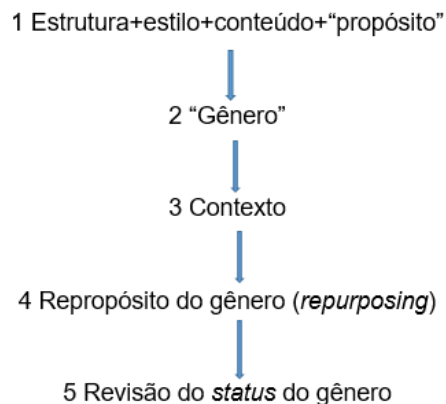 1 Estrutura+estilo+conteúdo+“propósito”
2 “Gênero”
3 Contexto
4 Repropósito do gênero (repurposing)
5 Revisão do status do gênero